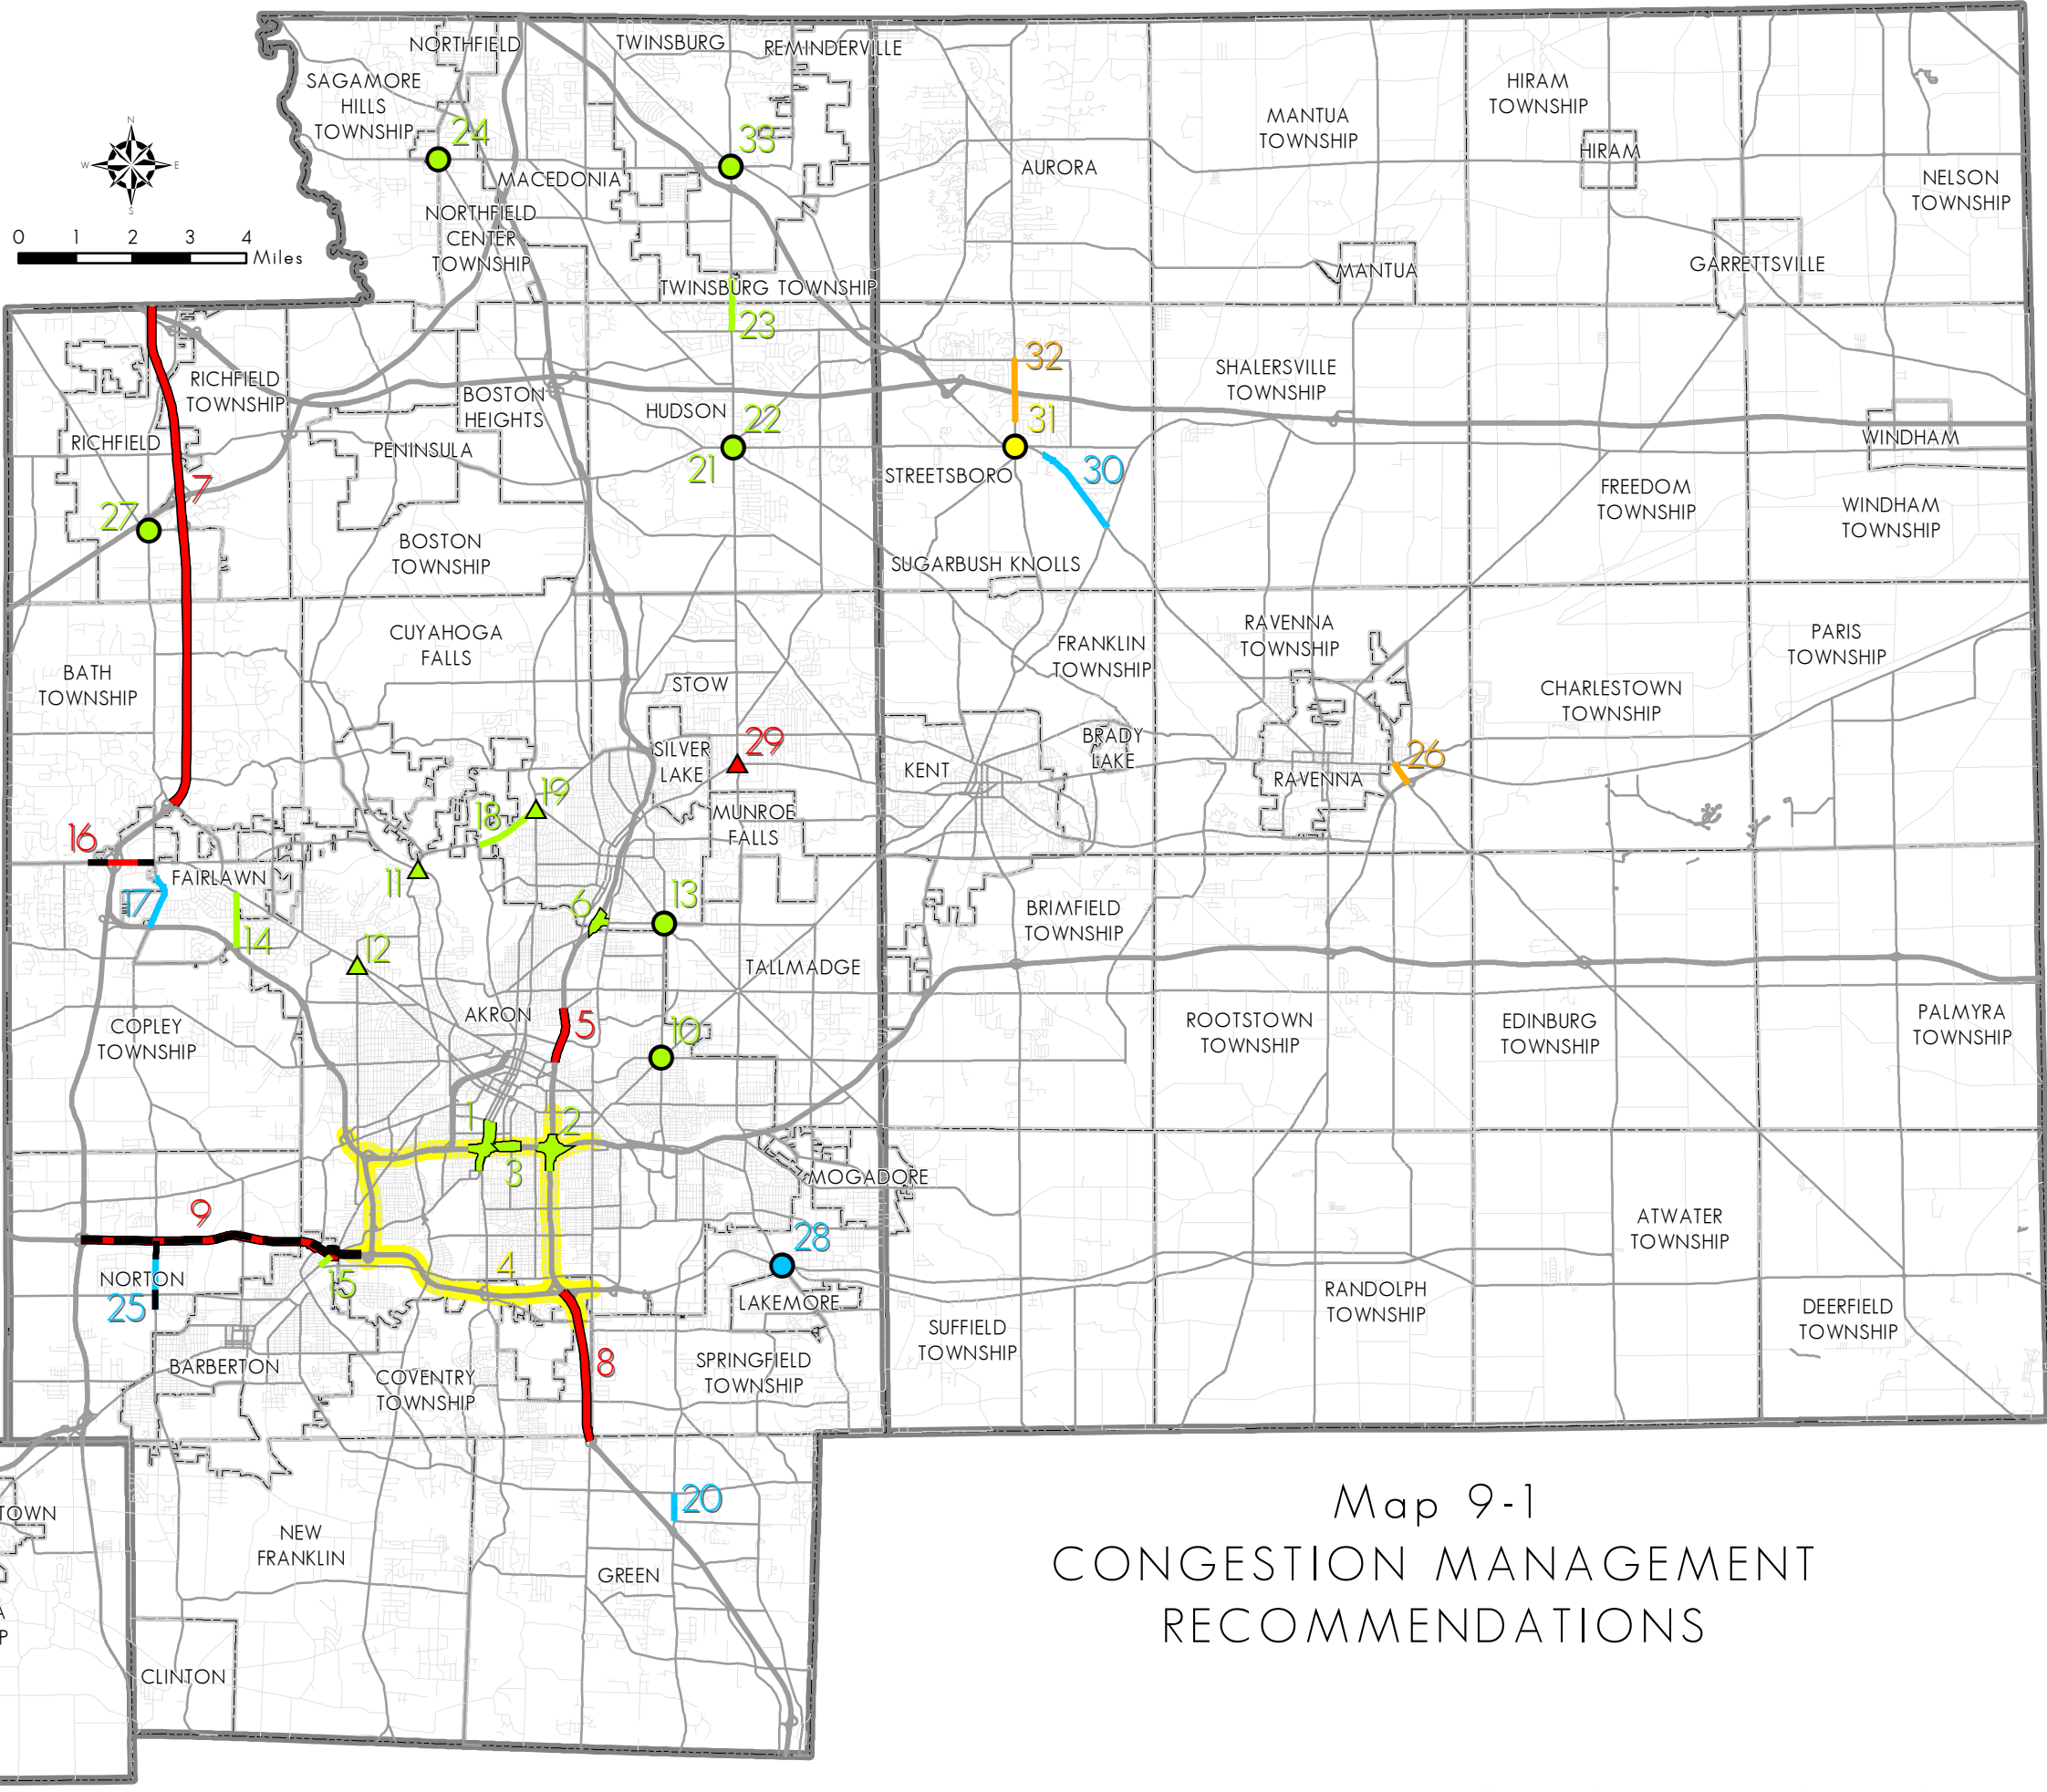 NORTHFIELD
TWINSBURG
REMINDERVILLE
SAGAMORE
HILLS
TOWNSHIP
24
33
HIRAM
TOWNSHIP
MANTUA
TOWNSHIP
HIRAM
AURORA
NELSON
TOWNSHIP
N
W
E
S
MACEDONIA
NORTHFIELD
CENTER
TOWNSHIP
0 1 2 3 4
Miles
MANTUA
GARRETTSVILLE
TWINSBURG TOWNSHIP
23
32
RICHFIELD
TOWNSHIP
BOSTON
HEIGHTS
HUDSON
22
31
SHALERSVILLE
TOWNSHIP
RICHFIELD
PENINSULA
21
STREETSBORO
30
WINDHAM
7
27
FREEDOM
TOWNSHIP
WINDHAM
TOWNSHIP
BOSTON
TOWNSHIP
SUGARBUSH KNOLLS
CUYAHOGA
FALLS
FRANKLIN
TOWNSHIP
RAVENNA
TOWNSHIP
PARIS
TOWNSHIP
BATH
TOWNSHIP
STOW
CHARLESTOWN
TOWNSHIP
SILVER
LAKE
29
KENT
BRADY
LAKE
RAVENNA
26
16
18
19
MUNROE
FALLS
FAIRLAWN
11
17
14
6
13
12
BRIMFIELD
TOWNSHIP
TALLMADGE
AKRON
5
10
COPLEY
TOWNSHIP
ROOTSTOWN
TOWNSHIP
EDINBURG
TOWNSHIP
PALMYRA
TOWNSHIP
1
2
3
MOGADORE
9
28
4
ATWATER
TOWNSHIP
NORTON
15
25
LAKEMORE
RANDOLPH
TOWNSHIP
DEERFIELD
TOWNSHIP
SUFFIELD
TOWNSHIP
BARBERTON
COVENTRY
TOWNSHIP
8
SPRINGFIELD
TOWNSHIP
20
TOWN
NEW
FRANKLIN
GREEN
A
P
CLINTON
Map 9-1
CONGESTION MANAGEMENT
RECOMMENDATIONS